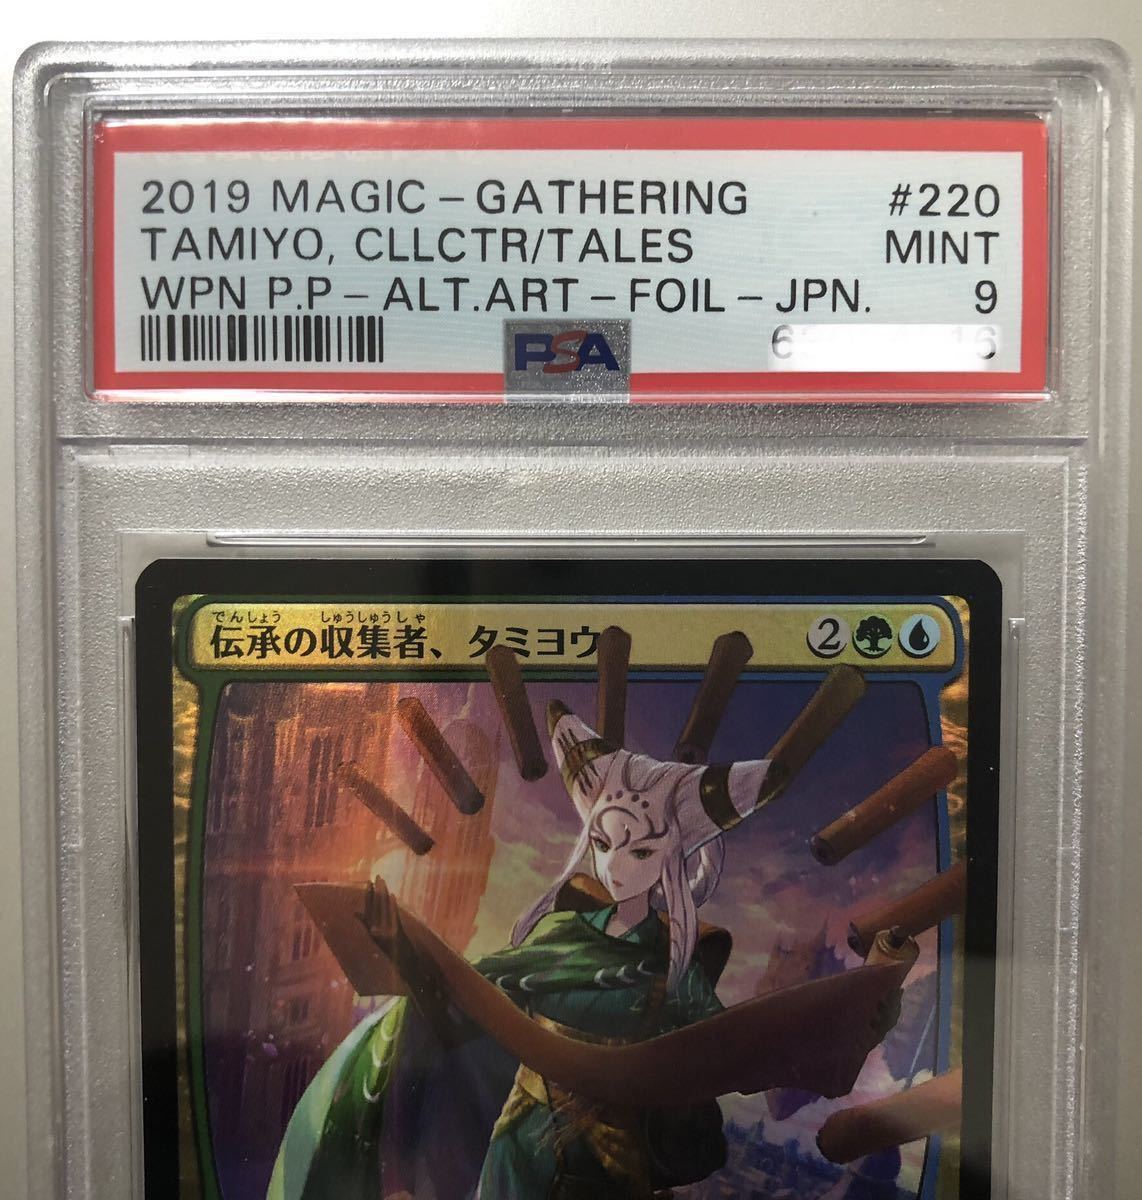 2019 MAGIC - GATHERING #220
TAMIYO, CLLCTR/TALES MINT
WPN P.P - ALT.ART - FOIL - JPN. 9
PSA
でんしょう しゅうしゅうしゃ
伝承の収集者、タミヨウ 2